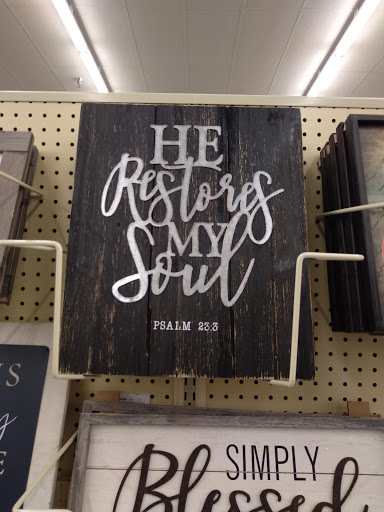 HE
Restores
MY
Soul
PSALM 23:3
SIMPLY
Blessed